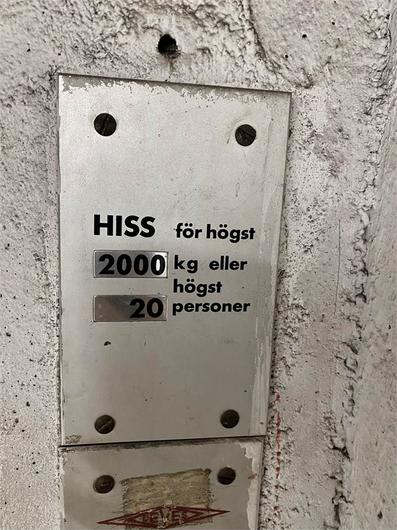 HISS för högst
2000 kg eller
högst
20 personer